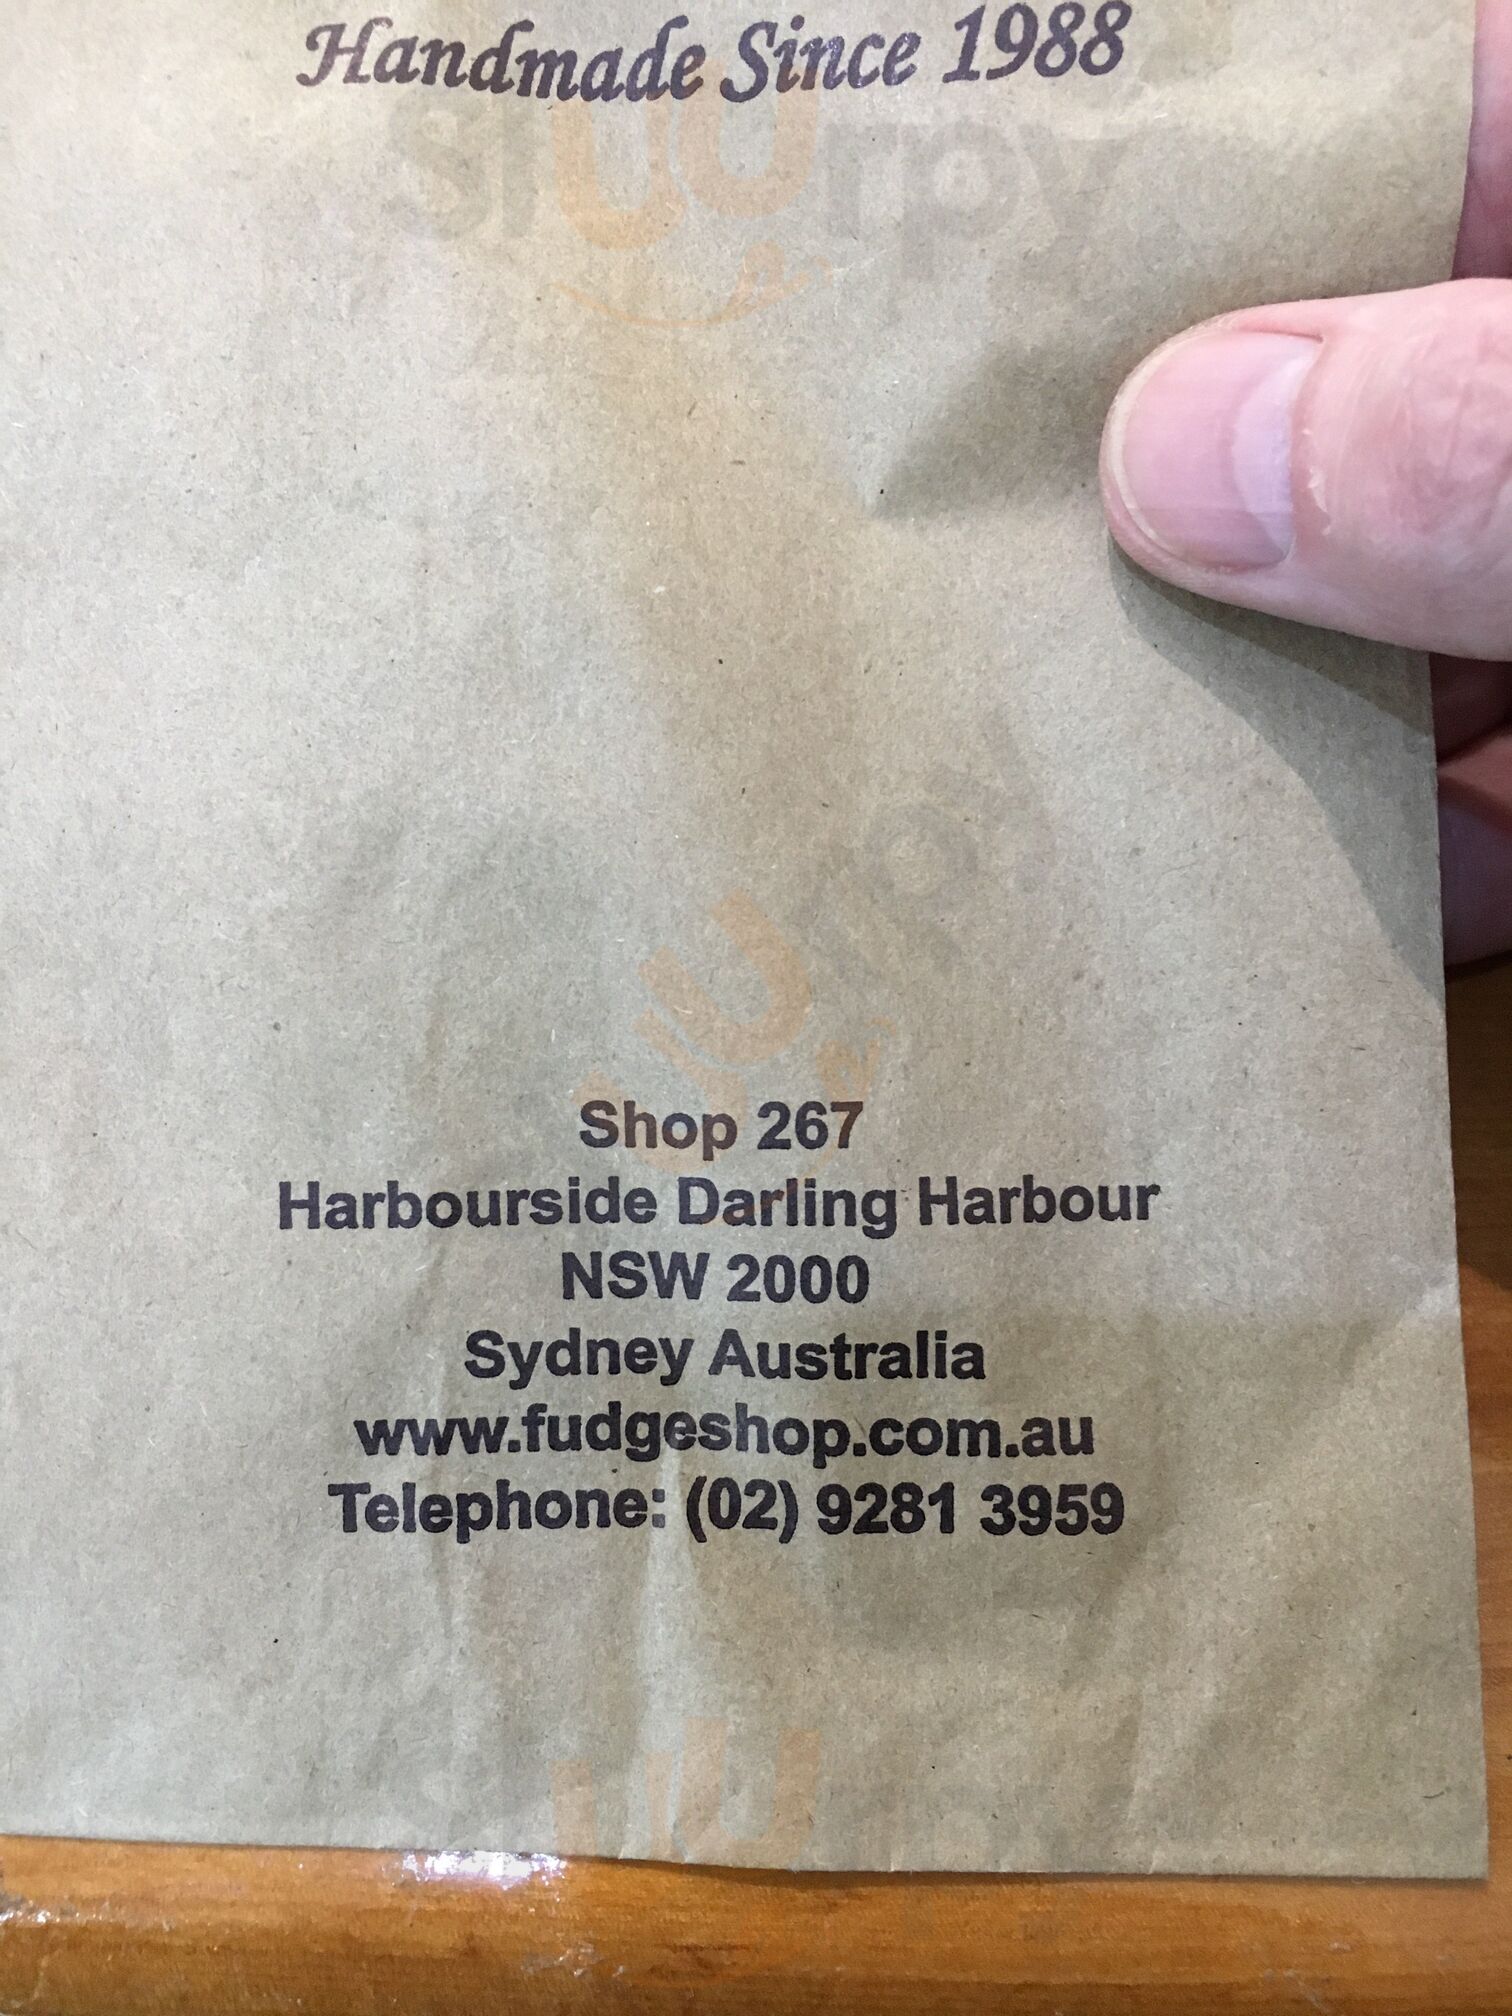 Handmade Since 1988
sluurpy
Shop 267
Harbourside Darling Harbour
NSW 2000
Sydney Australia
www.fudgeshop.com.au
Telephone: (02) 9281 3959